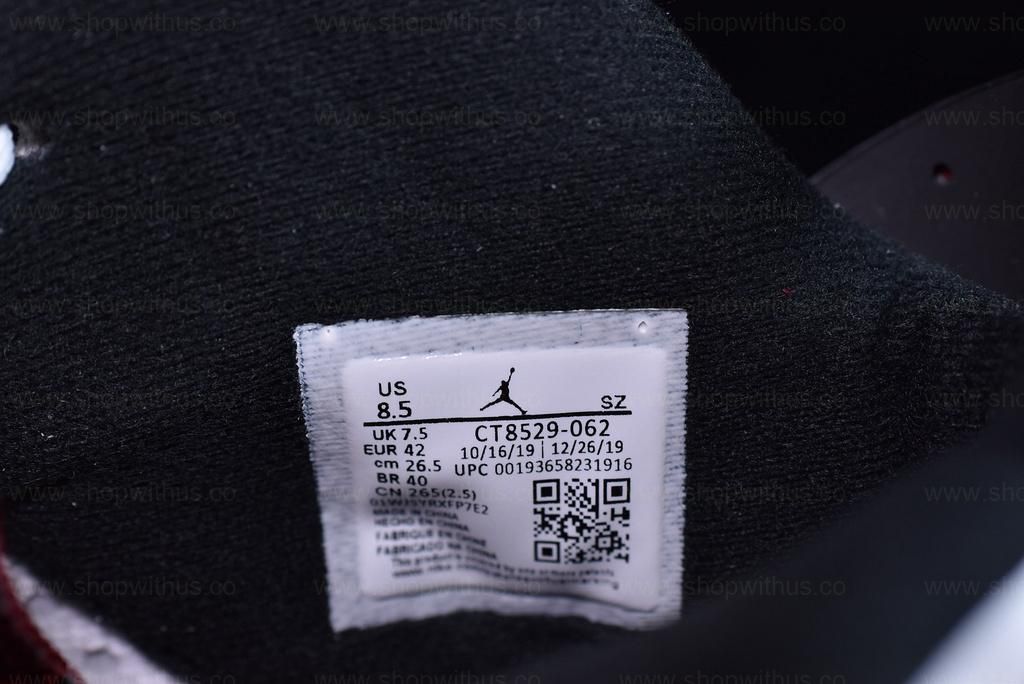 www.shopwithus.co
US
8.5
SZ
UK 7.5
CT8529-062
EUR 42
10/16/19 | 12/26/19
cm 26.5
UPC 00193658231916
BR 40
CN 265(2.5)
MADE IN CHINA
HECHO EN CHINA
FABRIQUE EN CHINE
FABRICADO NA CHINA